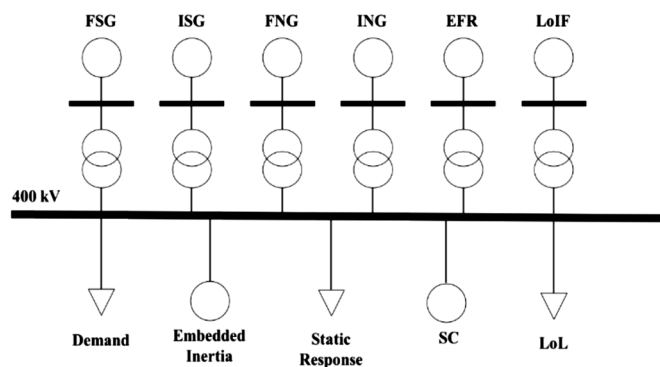 FSG ISG FNG ING EFR LoIF
400 kV
Demand Embedded Static SC LoL
Inertia Response